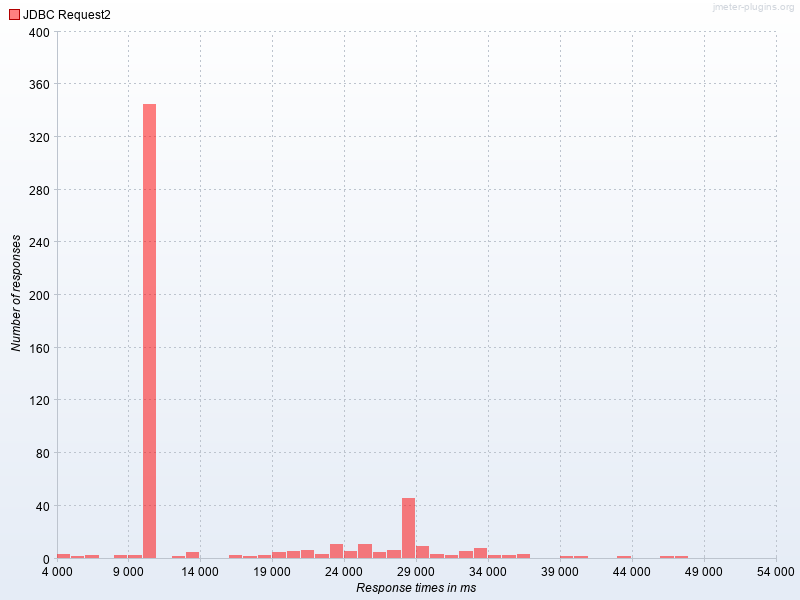 jmeter-plugins.org
JDBC Request2
400
360
320
280
240
200
160
120
80
40
0
Number of responses
4 000 9 000 14 000 19 000 24 000 29 000 34 000 39 000 44 000 49 000 54 000
Response times in ms